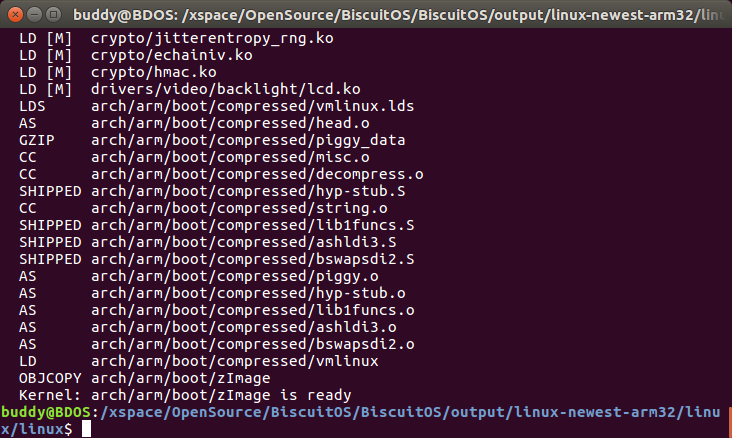 buddy@BDOS: /xspace/OpenSource/BiscuitOS/BiscuitOS/output/linux-newest-arm32/linu
LD [M] crypto/jitterentropy_rng.ko
LD [M] crypto/echainiv.ko
LD [M] crypto/hmac.ko
LD [M] drivers/video/backlight/lcd.ko
LDS arch/arm/boot/compressed/vmlinux.lds
AS arch/arm/boot/compressed/head.o
GZIP arch/arm/boot/compressed/piggy_data
CC arch/arm/boot/compressed/misc.o
CC arch/arm/boot/compressed/decompress.o
SHIPPED arch/arm/boot/compressed/hyp-stub.S
CC arch/arm/boot/compressed/string.o
SHIPPED arch/arm/boot/compressed/lib1funcs.S
SHIPPED arch/arm/boot/compressed/ashldi3.S
SHIPPED arch/arm/boot/compressed/bswapsdi2.S
AS arch/arm/boot/compressed/piggy.o
AS arch/arm/boot/compressed/hyp-stub.o
AS arch/arm/boot/compressed/lib1funcs.o
AS arch/arm/boot/compressed/ashldi3.o
AS arch/arm/boot/compressed/bswapsdi2.o
LD arch/arm/boot/compressed/vmlinux
OBJCOPY arch/arm/boot/zImage
Kernel: arch/arm/boot/zImage is ready
buddy@BDOS:/xspace/OpenSource/BiscuitOS/BiscuitOS/output/linux-newest-arm32/linu
x/linux$